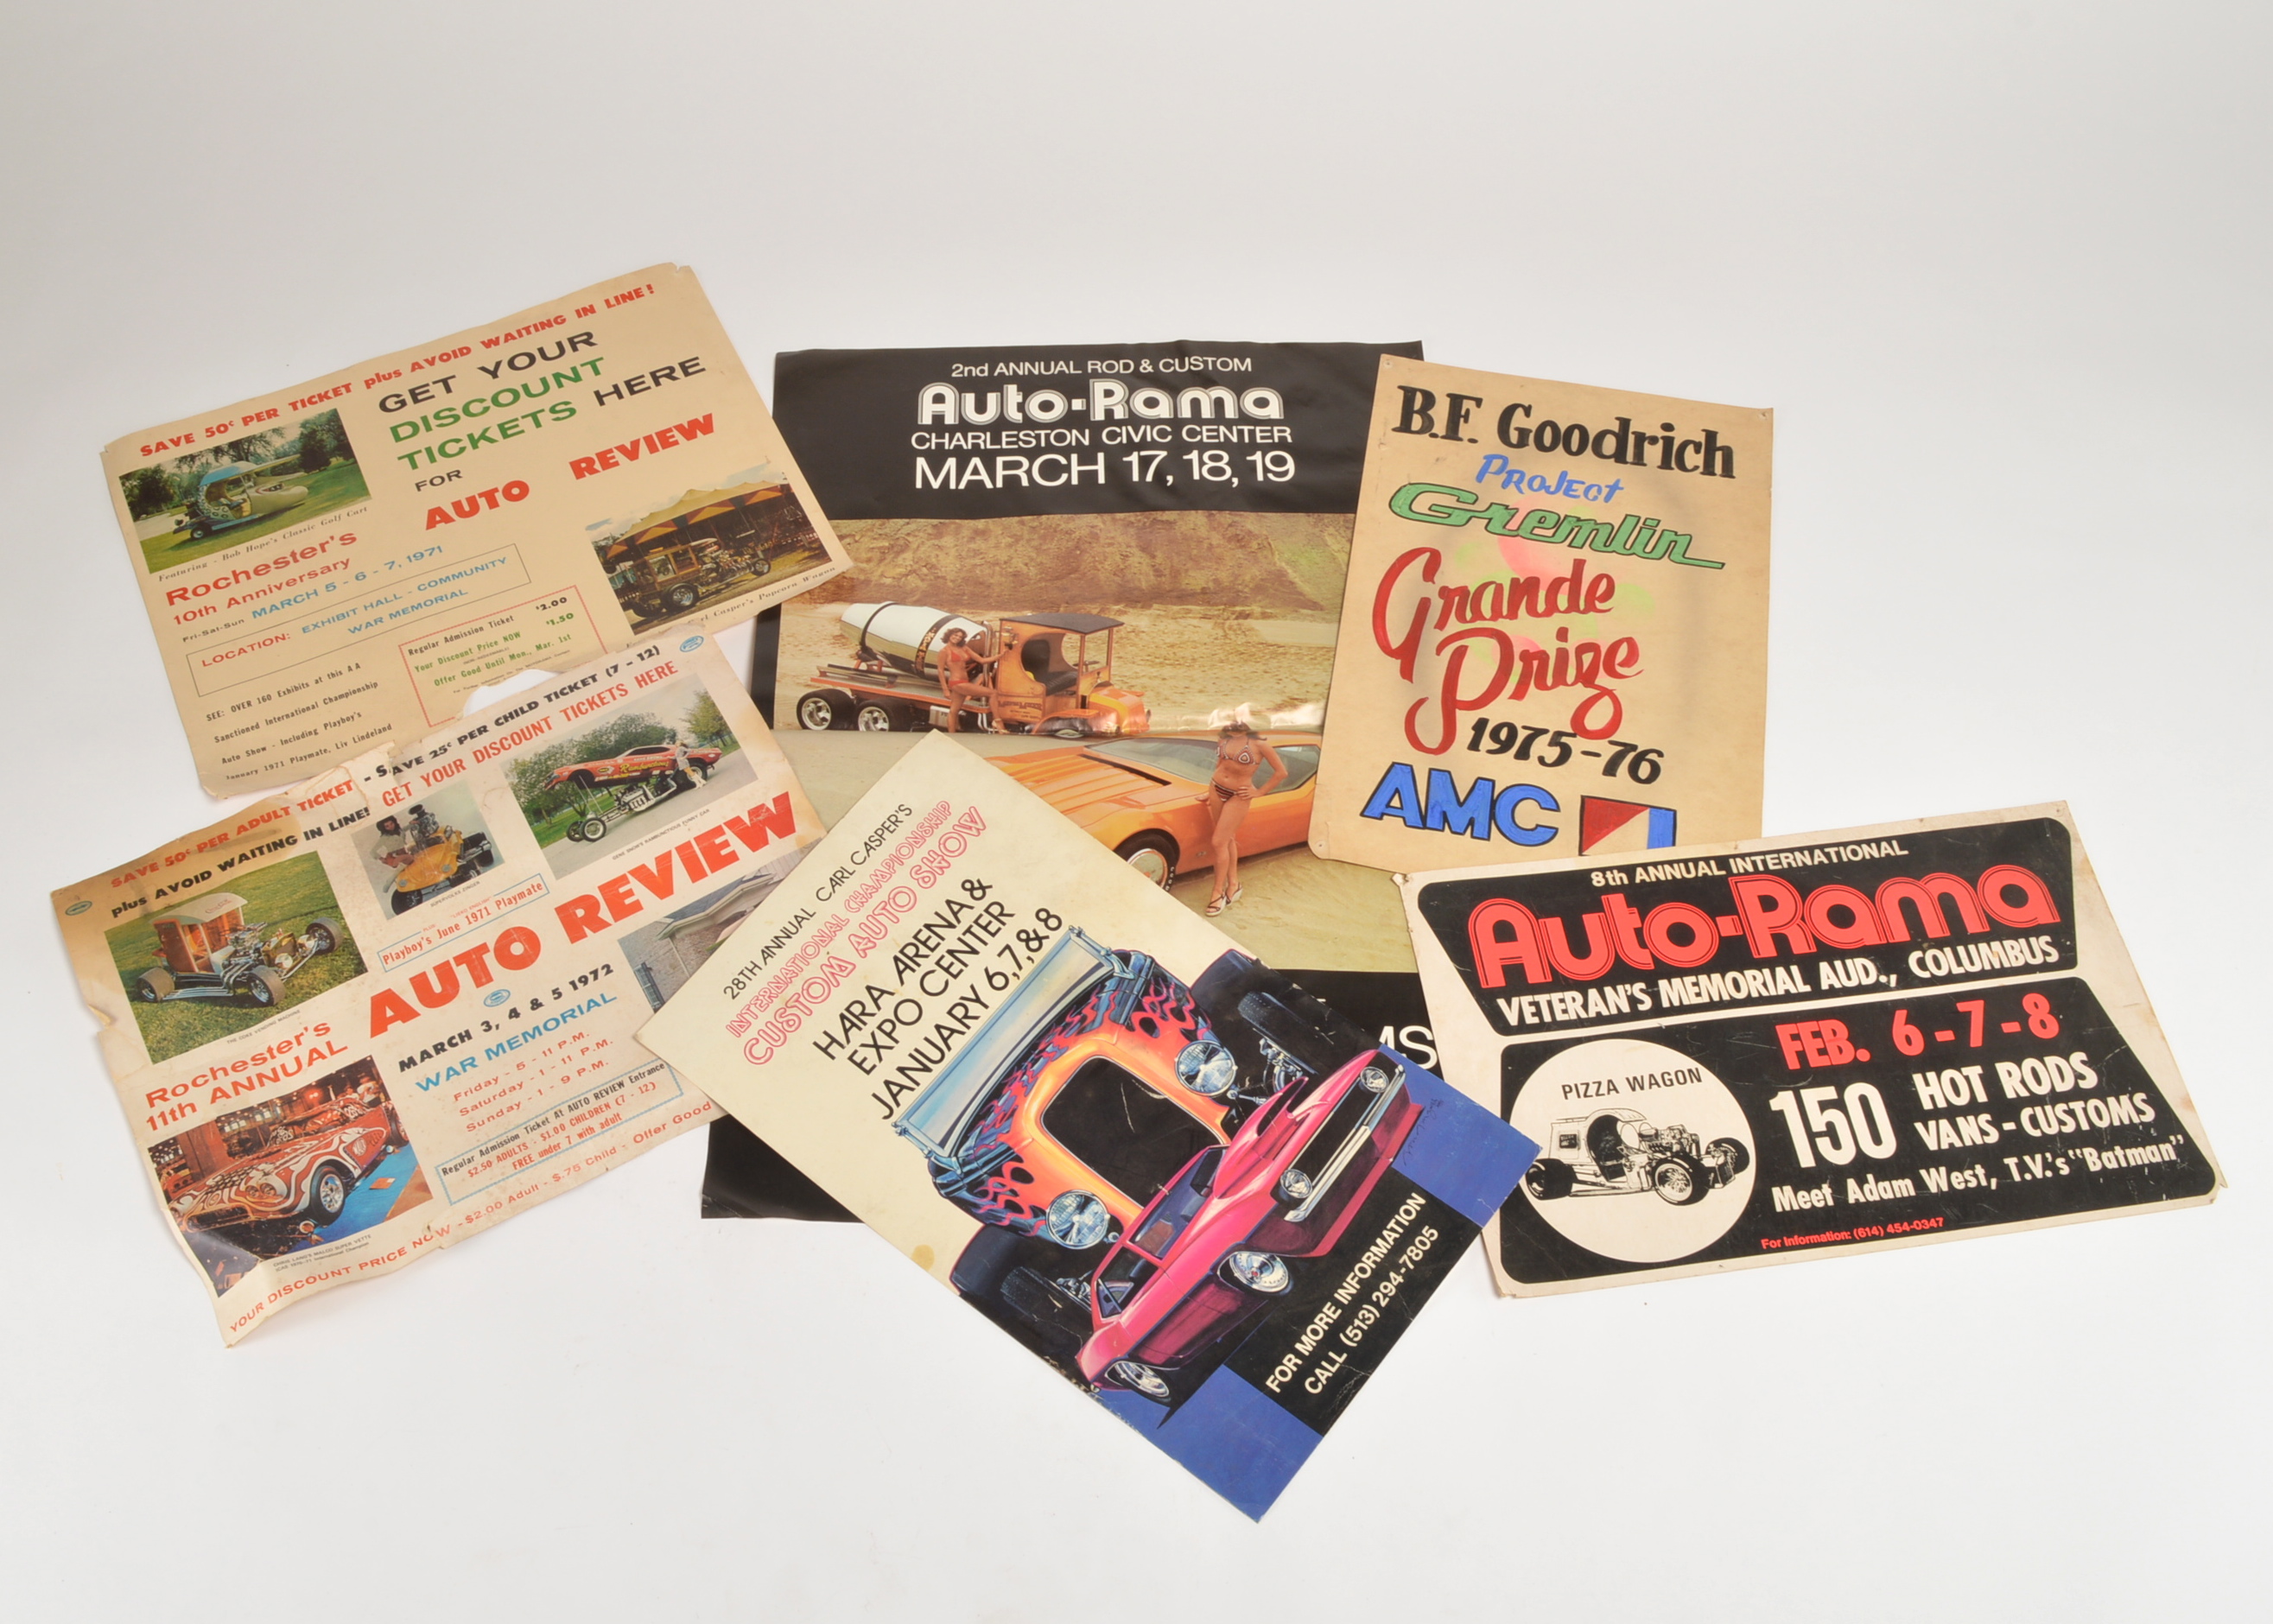 SAVE 50¢ PER TICKET plus AVOID WAITING IN LINE!
GET YOUR
DISCOUNT
TICKETS HERE
FOR
AUTO REVIEW
Featuring - Bob Hope's Classic Golf Cart
Rochester's
10th Anniversary
Fri-Sat-Sun MARCH 5 - 6 - 7, 1971
LOCATION: EXHIBIT HALL - COMMUNITY
WAR MEMORIAL
Casper's Popcorn Wagon
Regular Admission Ticket $2.00
Your Discount Price NOW $1.50
Offer Good Until Mon., Mar. 1st
SEE: OVER 160 Exhibits at this AA
Sanctioned International Championship
Auto Show - Including Playboy's
January 1971 Playmate, Liv Lindeland
SAVE 50¢ PER ADULT TICKET - SAVE 25¢ PER CHILD TICKET (7 - 12)
plus AVOID WAITING IN LINE! GET YOUR DISCOUNT TICKETS HERE
PLUS
Playboy's June 1971 Playmate
AUTO REVIEW
Rochester's
11th ANNUAL
MARCH 3, 4 & 5 1972
WAR MEMORIAL
Friday - 5 - 11 P.M.
Saturday - 1 - 11 P.M.
Sunday - 1 - 9 P.M.
Regular Admission Ticket At AUTO REVIEW Entrance
$2.50 ADULTS - $1.00 CHILDREN (7 - 12)
FREE under 7 with adult
YOUR DISCOUNT PRICE NOW - $2.00 Adult - $.75 Child - Offer Good
2nd ANNUAL ROD & CUSTOM
Auto-Rama
CHARLESTON CIVIC CENTER
MARCH 17, 18, 19
MS
B.F. Goodrich
PROJECT
Gremlin
Grande
Prize
1975-76
AMC
28TH ANNUAL CARL CASPER'S
INTERNATIONAL CHAMPIONSHIP
CUSTOM AUTO SHOW
HARA ARENA &
EXPO CENTER
JANUARY 6,7,&8
FOR MORE INFORMATION
CALL (513) 294-7805
8th ANNUAL INTERNATIONAL
Auto-Rama
VETERAN'S MEMORIAL AUD., COLUMBUS
FEB. 6-7-8
PIZZA WAGON
150 HOT RODS
VANS-CUSTOMS
Meet Adam West, T.V.'s "Batman"
For Information: (614) 454-0347